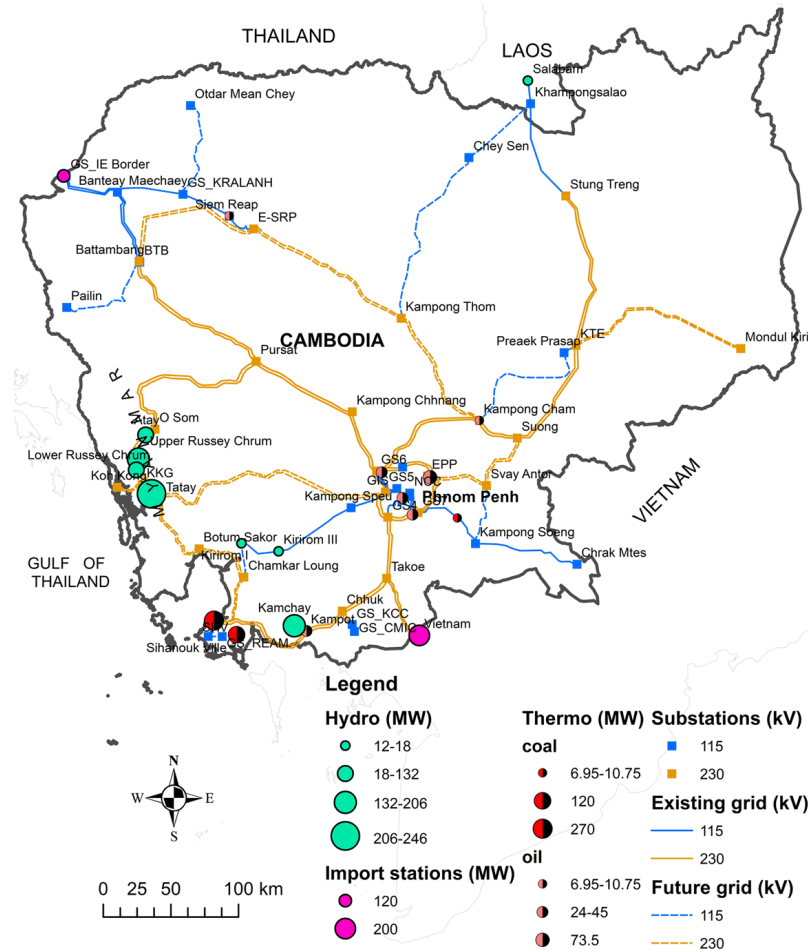 THAILAND
LAOS
Salabam
Khampongsalao
Otdar Mean Chey
Chey Sen
GS_IE Border
Banteay Maechaey
GS_KRALANH
Siem Reap
E-SRP
Stung Treng
Battambang
BTB
Pailin
Kampong Thom
CAMBODIA
Preaek Prasap
KTE
Mondul Kiri
Pursat
MYANMAR
Kampong Chhnang
Kampong Cham
O Som
Upper Russey Chrum
Suong
Lower Russey Chrum
GS6
EPP
KKG
GS5
Svay Antor
Tatay
Phnom Penh
Kampong Speu
GS4
VIETNAM
Kampong Soeng
Botum Sakor
Kirirom III
Chrak Mtes
GULF OF
THAILAND
Kirirom I
Chamkar Loung
Takoe
Chhuk
Kamchay
Kampot
GS_KCC
GS_CMIC
Vietnam
GS_REAM
Sihanouk Ville
Legend
Hydro (MW)
12-18
18-132
132-206
206-246
Import stations (MW)
120
200
Thermo (MW)
coal
6.95-10.75
120
270
oil
6.95-10.75
24-45
73.5
Substations (kV)
115
230
Existing grid (kV)
115
230
Future grid (kV)
115
230
N
W
E
S
0 25 50 100 km